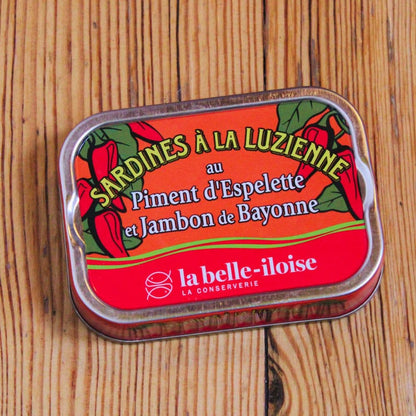 SARDINES À LA LUZIENNE
au
Piment d'Espelette
et Jambon de Bayonne
la belle-iloise
LA CONSERVERIE